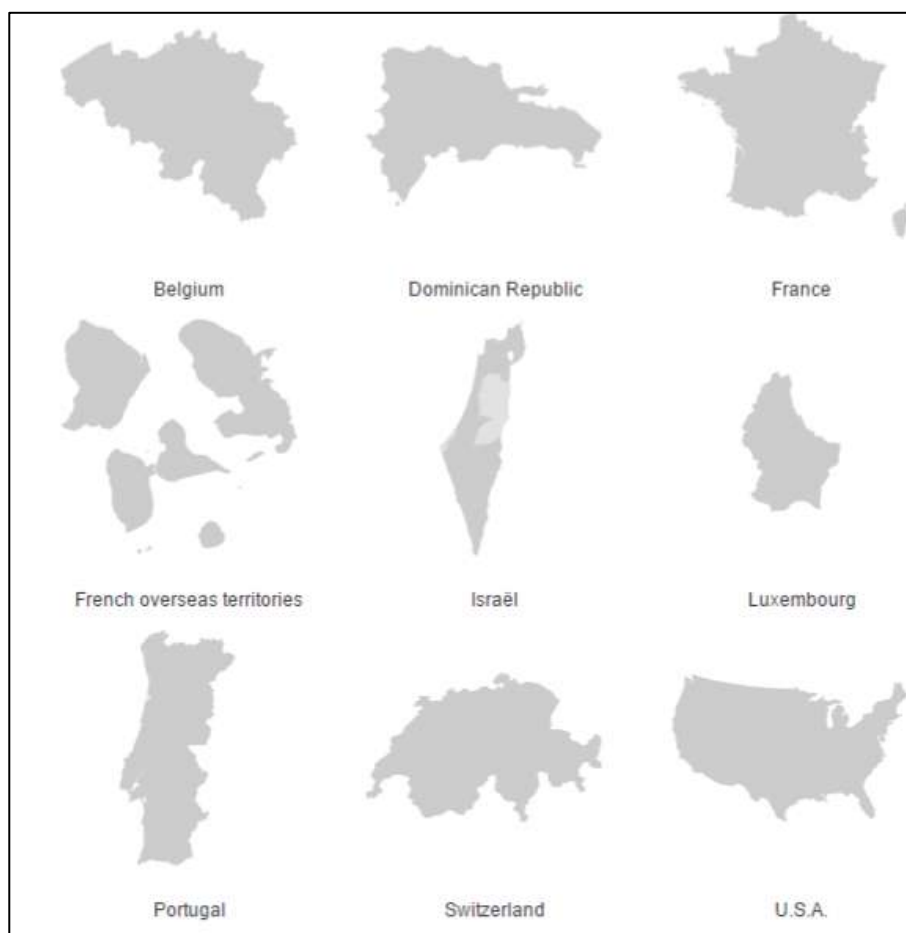 Belgium
Dominican Republic
France
French overseas territories
Israël
Luxembourg
Portugal
Switzerland
U.S.A.